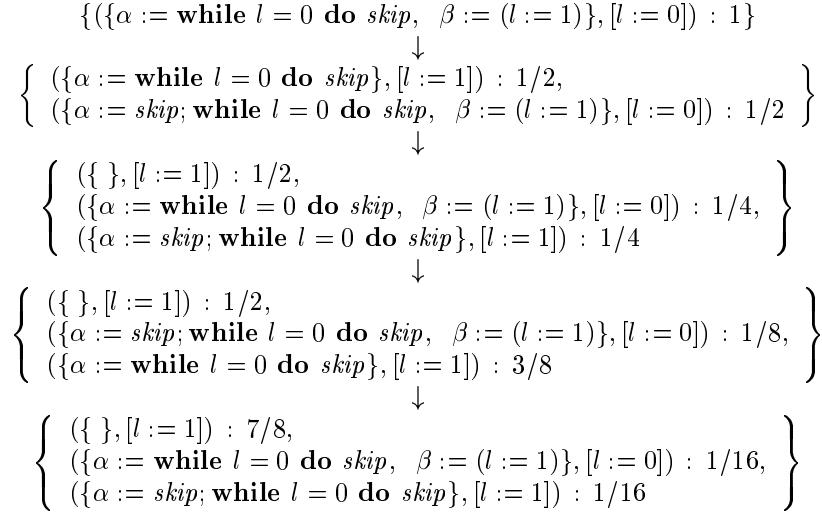 {({α := while l = 0 do skip, β := (l := 1)}, [l := 0]) : 1}
↓
({α := while l = 0 do skip}, [l := 1]) : 1/2,
({α := skip; while l = 0 do skip, β := (l := 1)}, [l := 0]) : 1/2
↓
({ }, [l := 1]) : 1/2,
({α := while l = 0 do skip, β := (l := 1)}, [l := 0]) : 1/4,
({α := skip; while l = 0 do skip}, [l := 1]) : 1/4
↓
({ }, [l := 1]) : 1/2,
({α := skip; while l = 0 do skip, β := (l := 1)}, [l := 0]) : 1/8,
({α := while l = 0 do skip}, [l := 1]) : 3/8
↓
({ }, [l := 1]) : 7/8,
({α := while l = 0 do skip, β := (l := 1)}, [l := 0]) : 1/16,
({α := skip; while l = 0 do skip}, [l := 1]) : 1/16